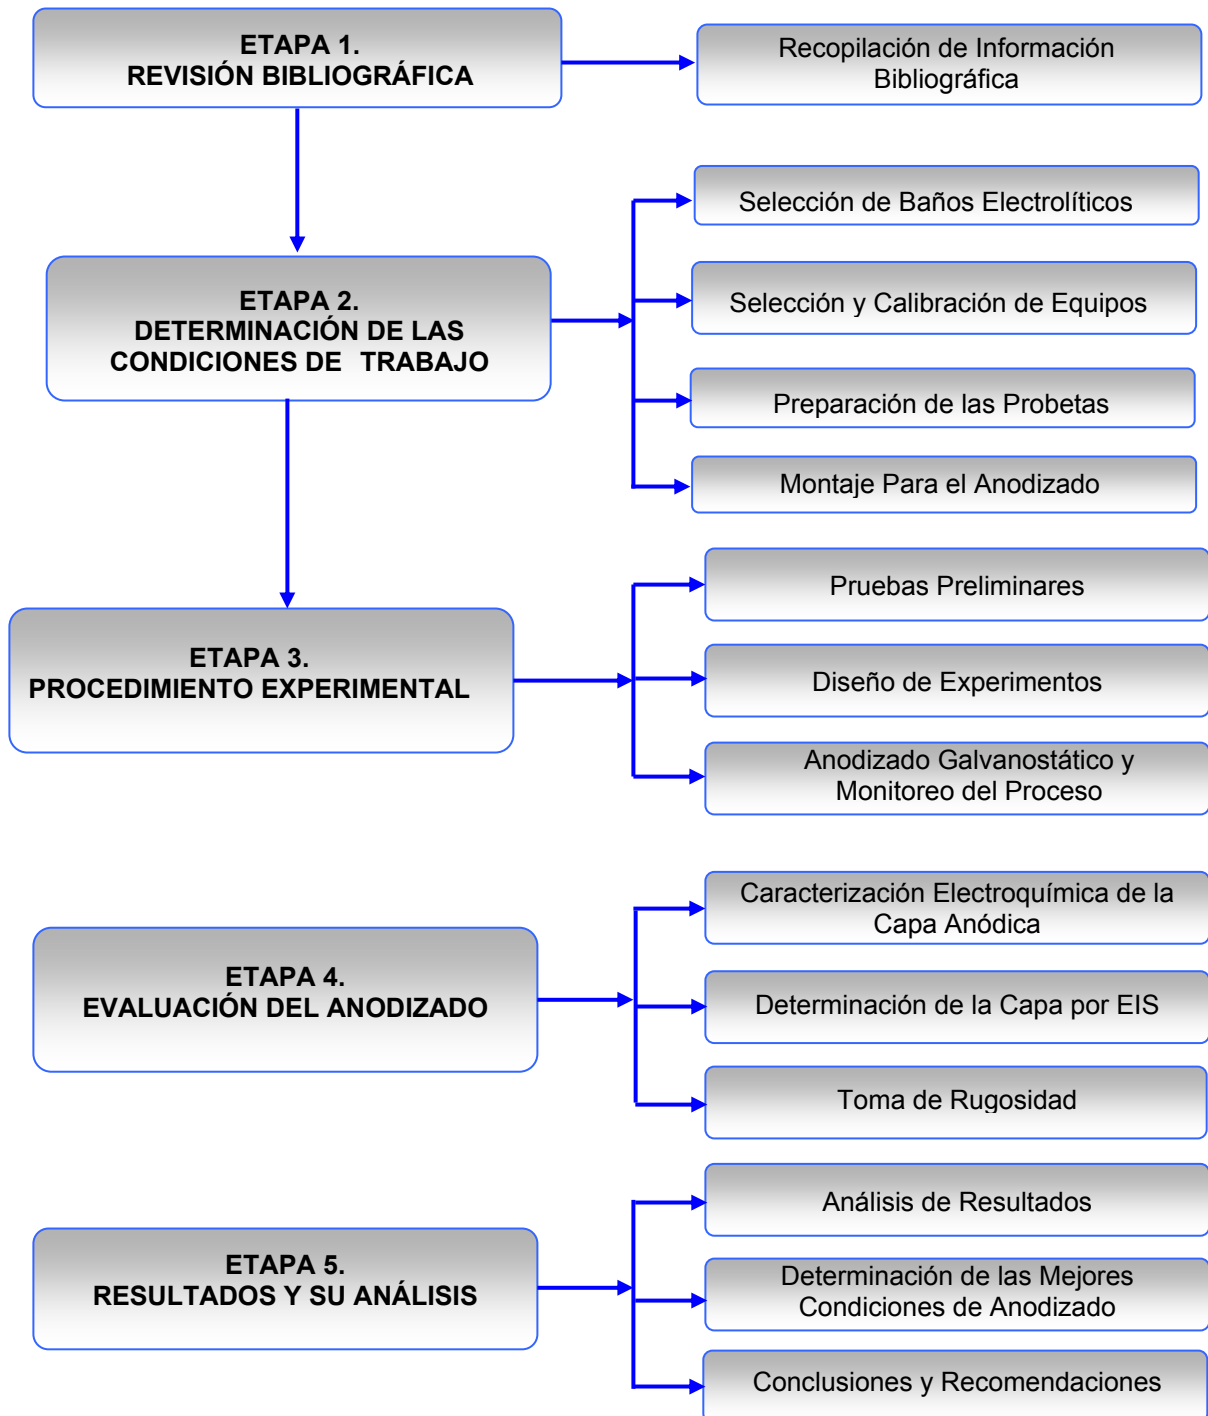 ETAPA 1.
REVISIÓN BIBLIOGRÁFICA
Recopilación de Información
Bibliográfica
ETAPA 2.
DETERMINACIÓN DE LAS
CONDICIONES DE TRABAJO
Selección de Baños Electrolíticos
Selección y Calibración de Equipos
Preparación de las Probetas
Montaje Para el Anodizado
ETAPA 3.
PROCEDIMIENTO EXPERIMENTAL
Pruebas Preliminares
Diseño de Experimentos
Anodizado Galvanostático y
Monitoreo del Proceso
ETAPA 4.
EVALUACIÓN DEL ANODIZADO
Caracterización Electroquímica de la
Capa Anódica
Determinación de la Capa por EIS
Toma de Rugosidad
ETAPA 5.
RESULTADOS Y SU ANÁLISIS
Análisis de Resultados
Determinación de las Mejores
Condiciones de Anodizado
Conclusiones y Recomendaciones